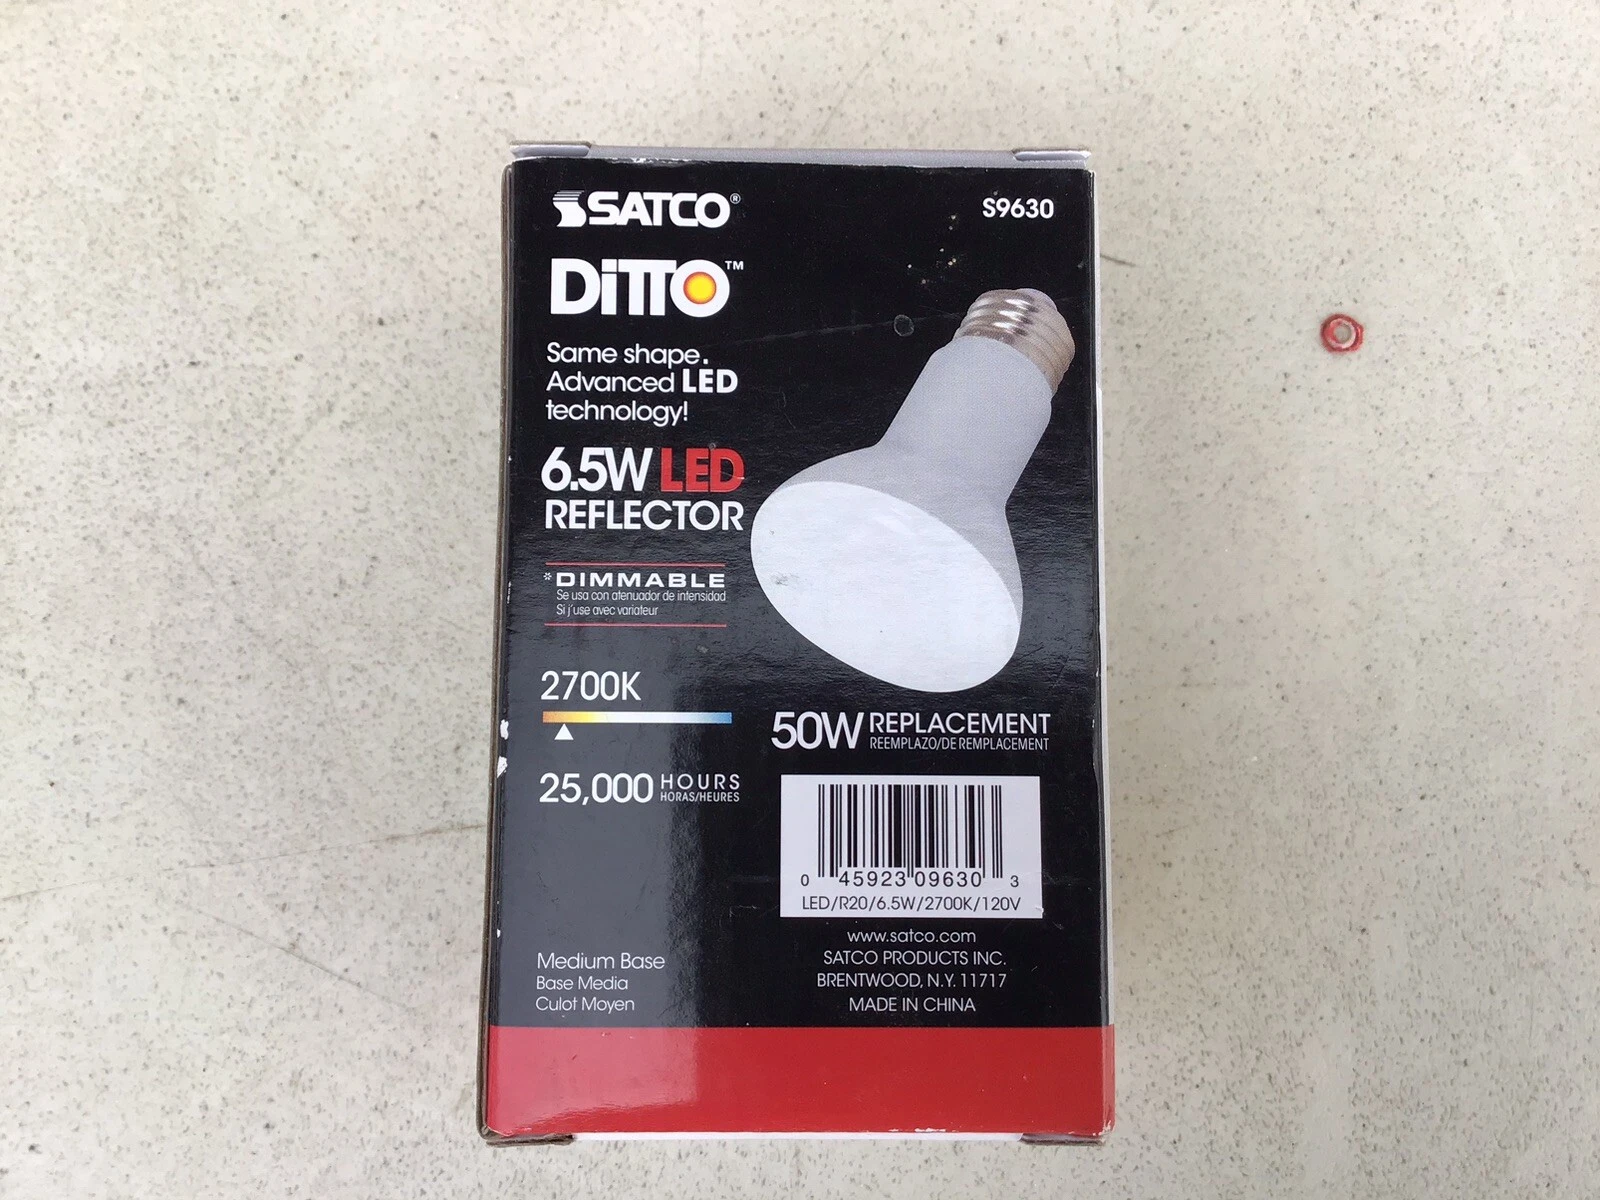 SATCO®
S9630
DiTTO™
Same shape.
Advanced LED
technology!
6.5W LED
REFLECTOR
*DIMMABLE
Se usa con atenuador de intensidad
Si j'use avec variateur
2700K
50W REPLACEMENT
REEMPLAZO/DE REMPLACEMENT
25,000 HOURS
HORAS/HEURES
0 45923 09630 3
LED/R20/6.5W/2700K/120V
www.satco.com
SATCO PRODUCTS INC.
BRENTWOOD, N.Y. 11717
MADE IN CHINA
Medium Base
Base Media
Culot Moyen